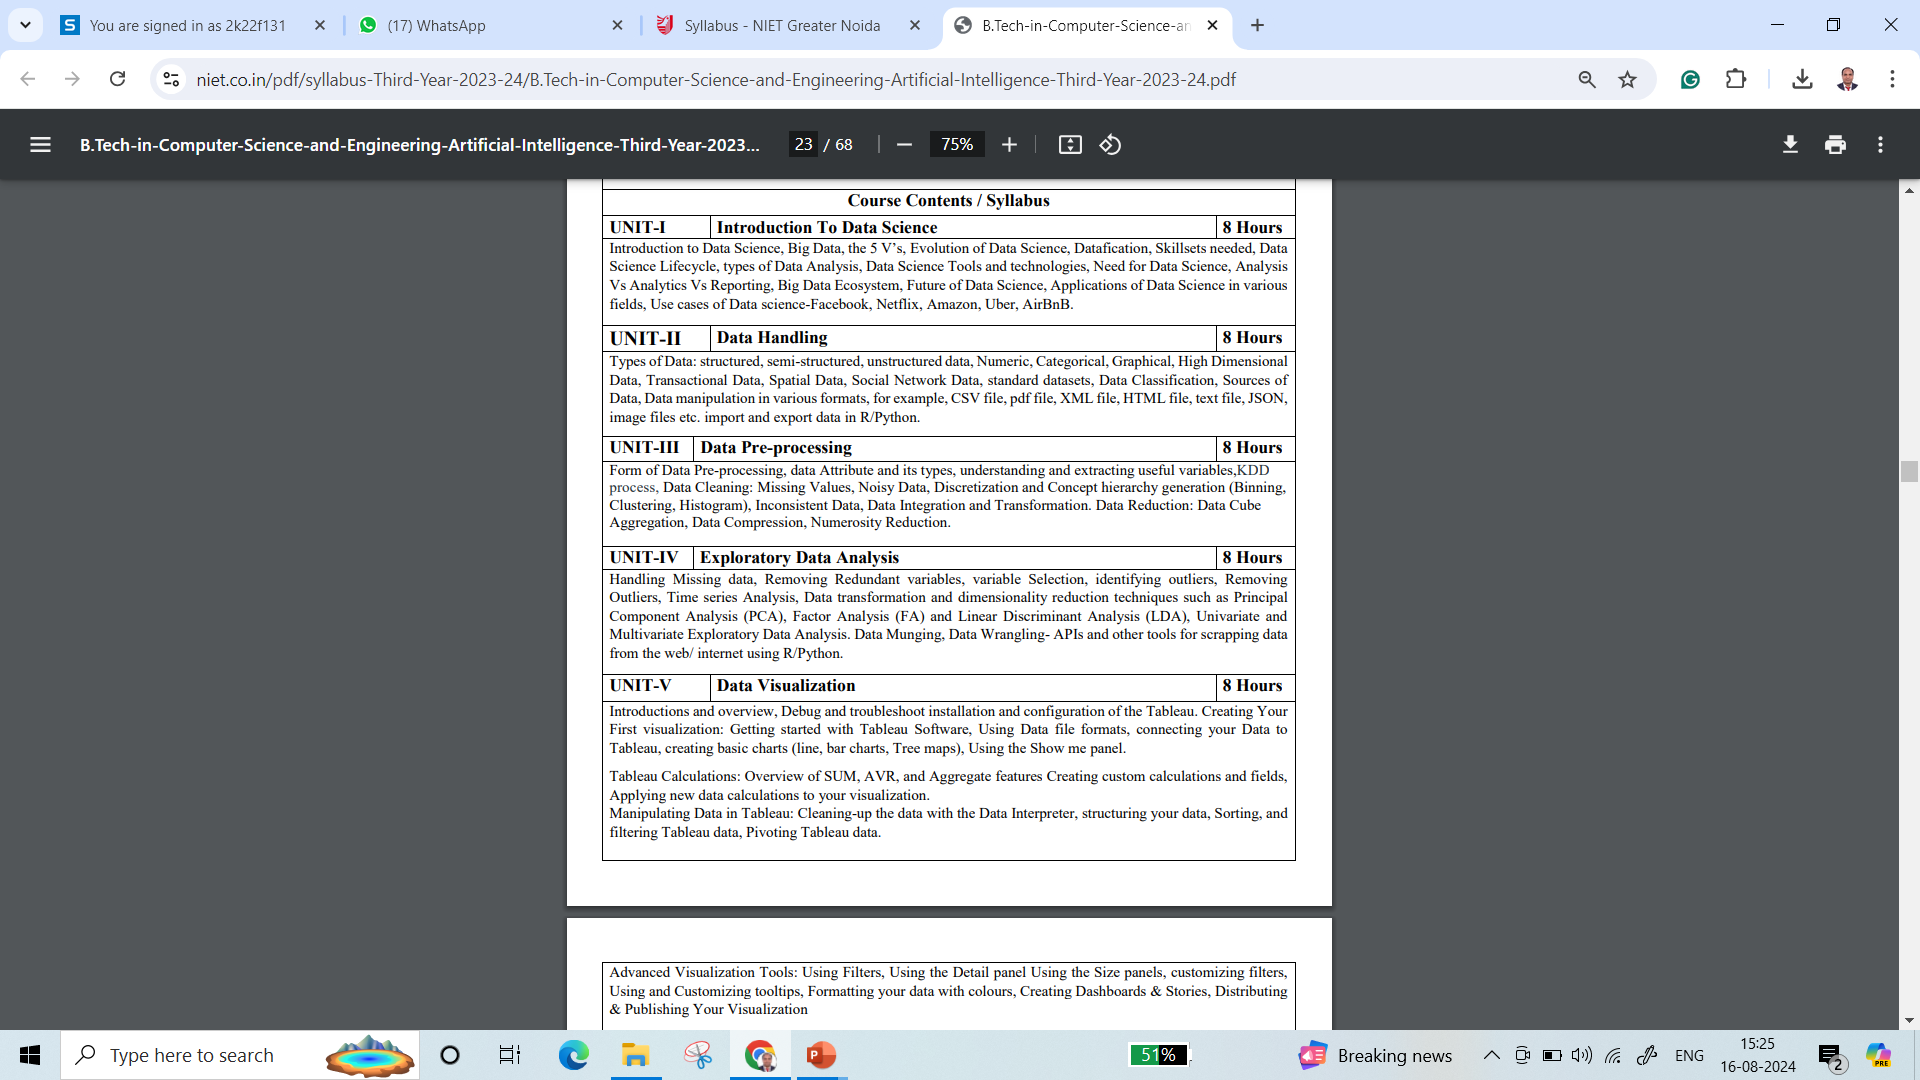 You are signed in as 2k22f131
(17) WhatsApp
Syllabus - NIET Greater Noida
B.Tech-in-Computer-Science-an
niet.co.in/pdf/syllabus-Third-Year-2023-24/B.Tech-in-Computer-Science-and-Engineering-Artificial-Intelligence-Third-Year-2023-24.pdf
B.Tech-in-Computer-Science-and-Engineering-Artificial-Intelligence-Third-Year-2023... 23 / 68 75%
Course Contents / Syllabus
UNIT-I Introduction To Data Science 8 Hours
Introduction to Data Science, Big Data, the 5 V’s, Evolution of Data Science, Datafication, Skillsets needed, Data
Science Lifecycle, types of Data Analysis, Data Science Tools and technologies, Need for Data Science, Analysis
Vs Analytics Vs Reporting, Big Data Ecosystem, Future of Data Science, Applications of Data Science in various
fields, Use cases of Data science-Facebook, Netflix, Amazon, Uber, AirBnB.
UNIT-II Data Handling 8 Hours
Types of Data: structured, semi-structured, unstructured data, Numeric, Categorical, Graphical, High Dimensional
Data, Transactional Data, Spatial Data, Social Network Data, standard datasets, Data Classification, Sources of
Data, Data manipulation in various formats, for example, CSV file, pdf file, XML file, HTML file, text file, JSON,
image files etc. import and export data in R/Python.
UNIT-III Data Pre-processing 8 Hours
Form of Data Pre-processing, data Attribute and its types, understanding and extracting useful variables,KDD
process, Data Cleaning: Missing Values, Noisy Data, Discretization and Concept hierarchy generation (Binning,
Clustering, Histogram), Inconsistent Data, Data Integration and Transformation. Data Reduction: Data Cube
Aggregation, Data Compression, Numerosity Reduction.
UNIT-IV Exploratory Data Analysis 8 Hours
Handling Missing data, Removing Redundant variables, variable Selection, identifying outliers, Removing
Outliers, Time series Analysis, Data transformation and dimensionality reduction techniques such as Principal
Component Analysis (PCA), Factor Analysis (FA) and Linear Discriminant Analysis (LDA), Univariate and
Multivariate Exploratory Data Analysis. Data Munging, Data Wrangling- APIs and other tools for scrapping data
from the web/ internet using R/Python.
UNIT-V Data Visualization 8 Hours
Introductions and overview, Debug and troubleshoot installation and configuration of the Tableau. Creating Your
First visualization: Getting started with Tableau Software, Using Data file formats, connecting your Data to
Tableau, creating basic charts (line, bar charts, Tree maps), Using the Show me panel.
Tableau Calculations: Overview of SUM, AVR, and Aggregate features Creating custom calculations and fields,
Applying new data calculations to your visualization.
Manipulating Data in Tableau: Cleaning-up the data with the Data Interpreter, structuring your data, Sorting, and
filtering Tableau data, Pivoting Tableau data.
Advanced Visualization Tools: Using Filters, Using the Detail panel Using the Size panels, customizing filters,
Using and Customizing tooltips, Formatting your data with colours, Creating Dashboards & Stories, Distributing
& Publishing Your Visualization
Type here to search
51%
Breaking news
ENG
15:25
16-08-2024
2
PRE